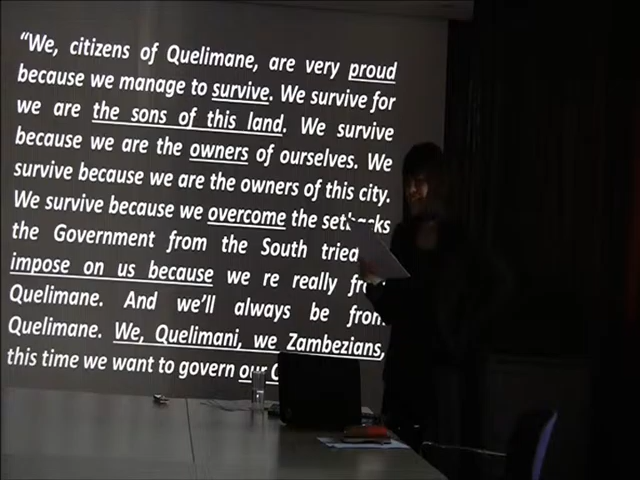 “We, citizens of Quelimane, are very proud
because we manage to survive. We survive for
we are the sons of this land. We survive
because we are the owners of ourselves. We
survive because we are the owners of this city.
We survive because we overcome the setbacks
the Government from the South tried
impose on us because we re really
Quelimane. And we’ll always be from
Quelimane. We, Quelimani, we Zambezians,
this time we want to govern our